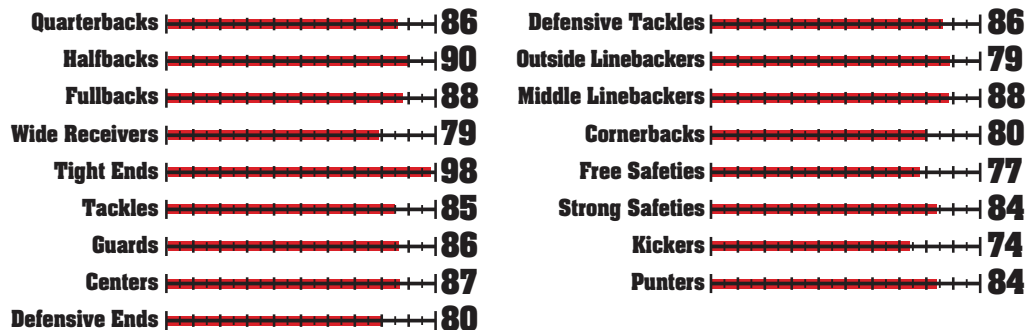 Quarterbacks 86
Halfbacks 90
Fullbacks 88
Wide Receivers 79
Tight Ends 98
Tackles 85
Guards 86
Centers 87
Defensive Ends 80
Defensive Tackles 86
Outside Linebackers 79
Middle Linebackers 88
Cornerbacks 80
Free Safeties 77
Strong Safeties 84
Kickers 74
Punters 84